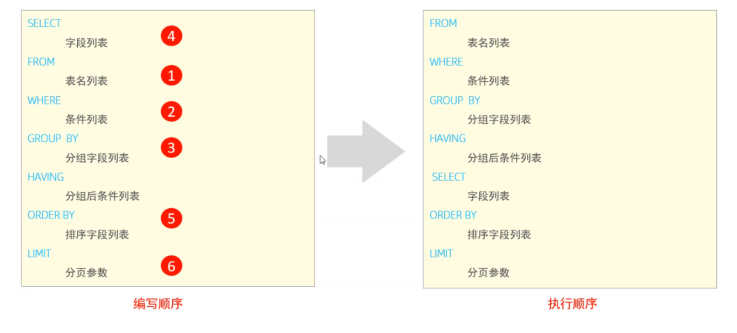 SELECT
字段列表
4
FROM
表名列表
1
WHERE
条件列表
2
GROUP BY
分组字段列表
3
HAVING
分组后条件列表
ORDER BY
排序字段列表
5
LIMIT
分页参数
6
编写顺序
FROM
表名列表
WHERE
条件列表
GROUP BY
分组字段列表
HAVING
分组后条件列表
SELECT
字段列表
ORDER BY
排序字段列表
LIMIT
分页参数
执行顺序